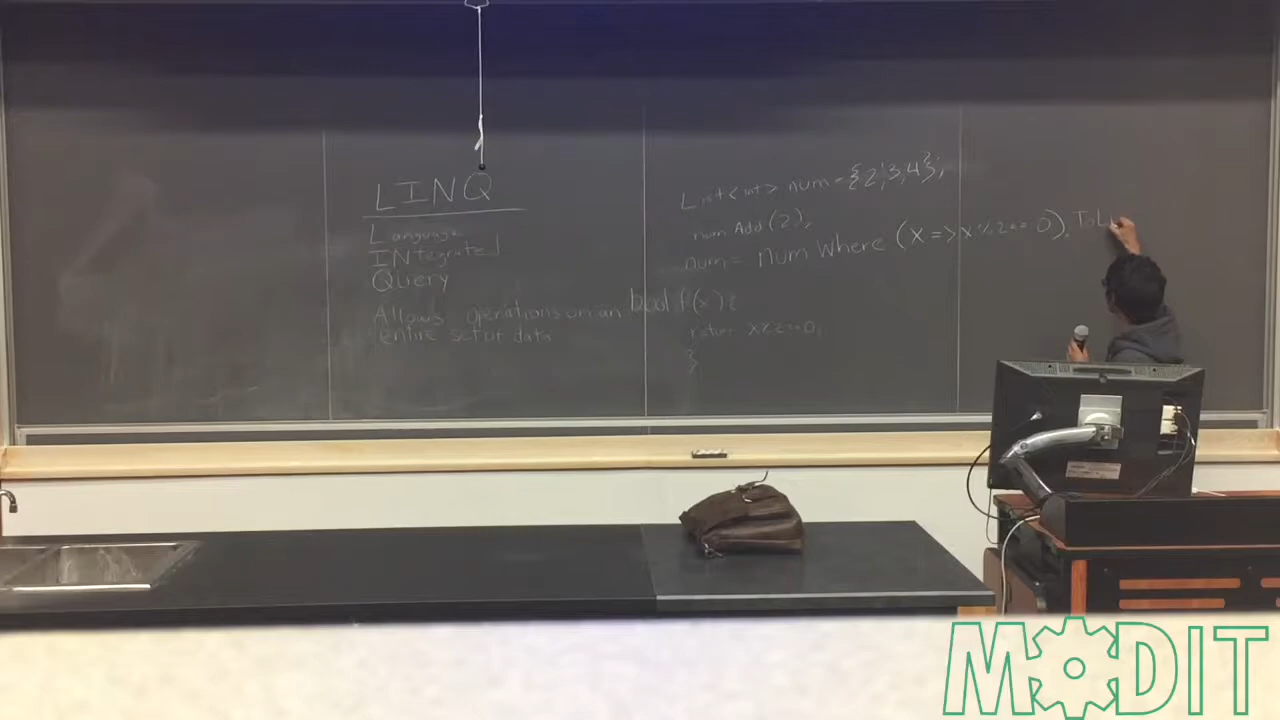 LINQ
Language
INtegrated
QUery
Allows operations on an
entire set of data
List<int> num = {2,3,4};
num Add (2);
num = num Where (x => x % 2 == 0). ToLi
bool f(x) {
return x%2==0;
}
MODIT